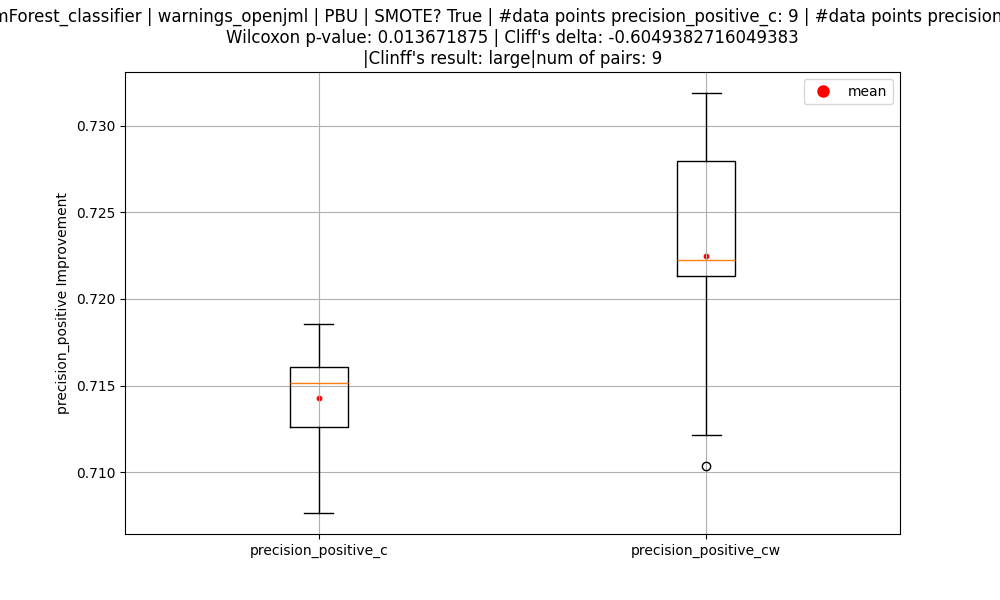 mForest_classifier | warnings_openjml | PBU | SMOTE? True | #data points precision_positive_c: 9 | #data points precision
Wilcoxon p-value: 0.013671875 | Cliff's delta: -0.6049382716049383
|Clinff's result: large|num of pairs: 9
mean
0.730
0.725
0.720
0.715
0.710
precision_positive Improvement
precision_positive_c
precision_positive_cw